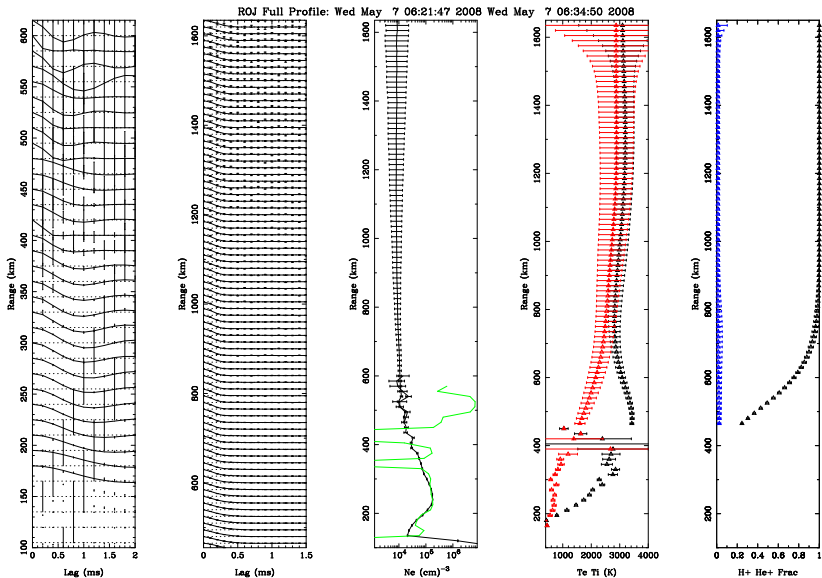 ROJ Full Profile: Wed May 7 06:21:47 2008 Wed May 7 06:34:50 2008
Range (km)
100 150 200 250 300 350 400 450 500 550 600
0 0.5 1.0 1.5 2
Lag (ms)
Range (km)
600 800 1000 1200 1400 1600
0 0.5 1.0 1.5
Lag (ms)
Range (km)
200 400 600 800 1000 1200 1400 1600
10⁴ 10⁵ 10⁶
Ne (cm)⁻³
Range (km)
200 400 600 800 1000 1200 1400 1600
1000 2000 3000 4000
Te Ti (K)
Range (km)
200 400 600 800 1000 1200 1400 1600
0 0.2 0.4 0.6 0.8 1
H+ He+ Frac